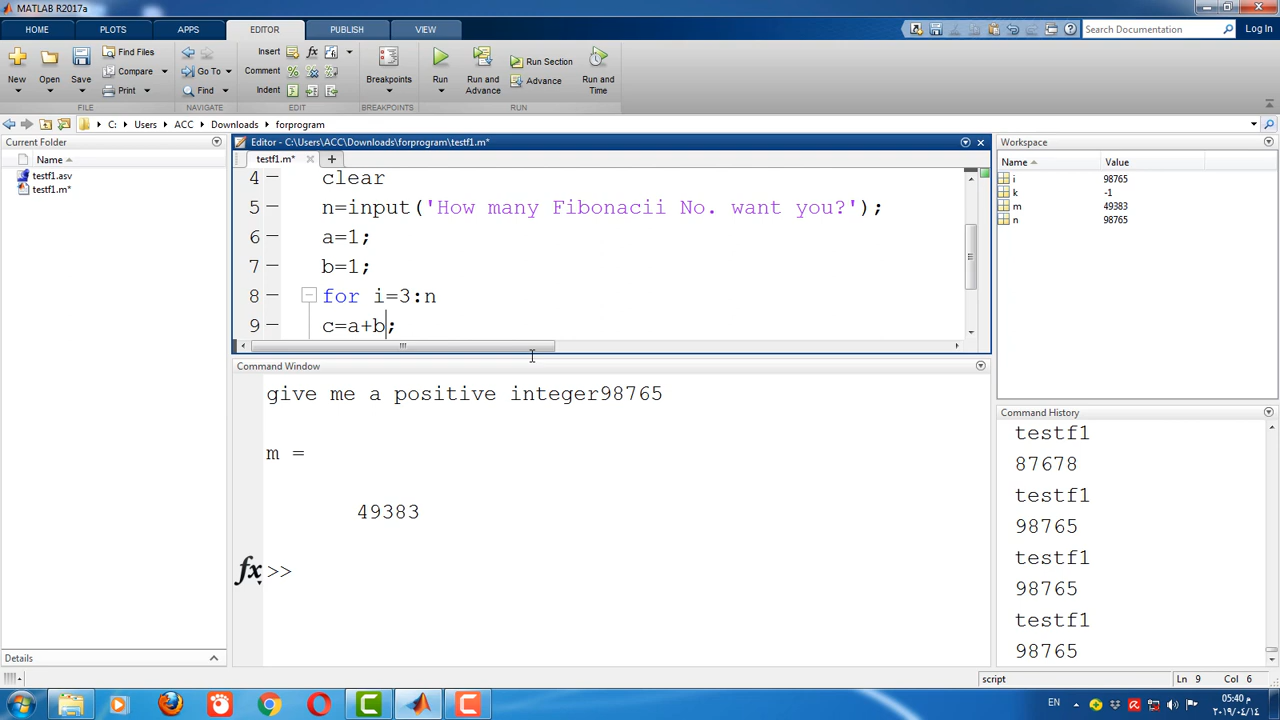 MATLAB R2017a
HOME PLOTS APPS EDITOR PUBLISH VIEW
Search Documentation Log In
New Open Save Find Files Compare Print
Go To Find
Insert fx Comment Indent
Breakpoints
Run Run and Advance Run Section Advance Run and Time
FILE NAVIGATE EDIT BREAKPOINTS RUN
C: Users ACC Downloads forprogram
Current Folder
Name
testf1.asv
testf1.m*
Details
Editor - C:\Users\ACC\Downloads\forprogram\testf1.m*
testf1.m* +
4 — clear
5 — n=input('How many Fibonacii No. want you?');
6 — a=1;
7 — b=1;
8 — for i=3:n
9 — c=a+b;
Command Window
give me a positive integer98765
m =
49383
fx >>
Workspace
Name Value
i 98765
k -1
m 49383
n 98765
Command History
testf1
87678
testf1
98765
testf1
98765
testf1
98765
script Ln 9 Col 6
EN 05:40 م
٢٠١٩/٠٤/١٤